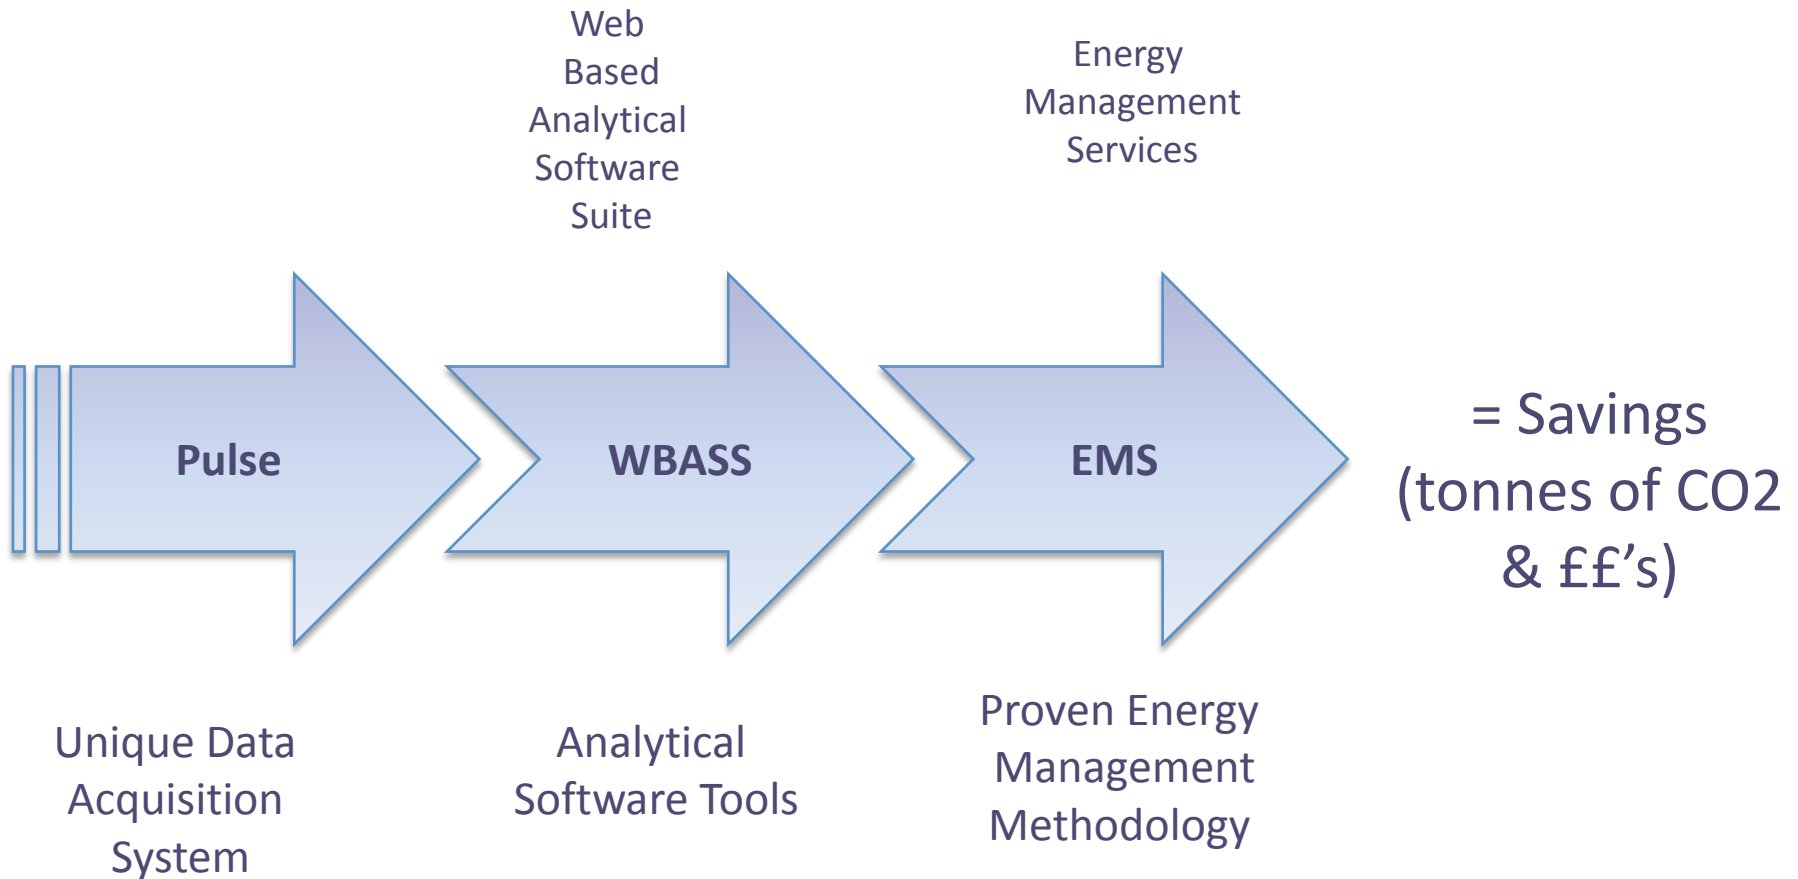 Web
Based
Analytical
Software
Suite
Energy
Management
Services
Pulse
WBASS
EMS
= Savings
(tonnes of CO2
& ££’s)
Unique Data
Acquisition
System
Analytical
Software Tools
Proven Energy
Management
Methodology